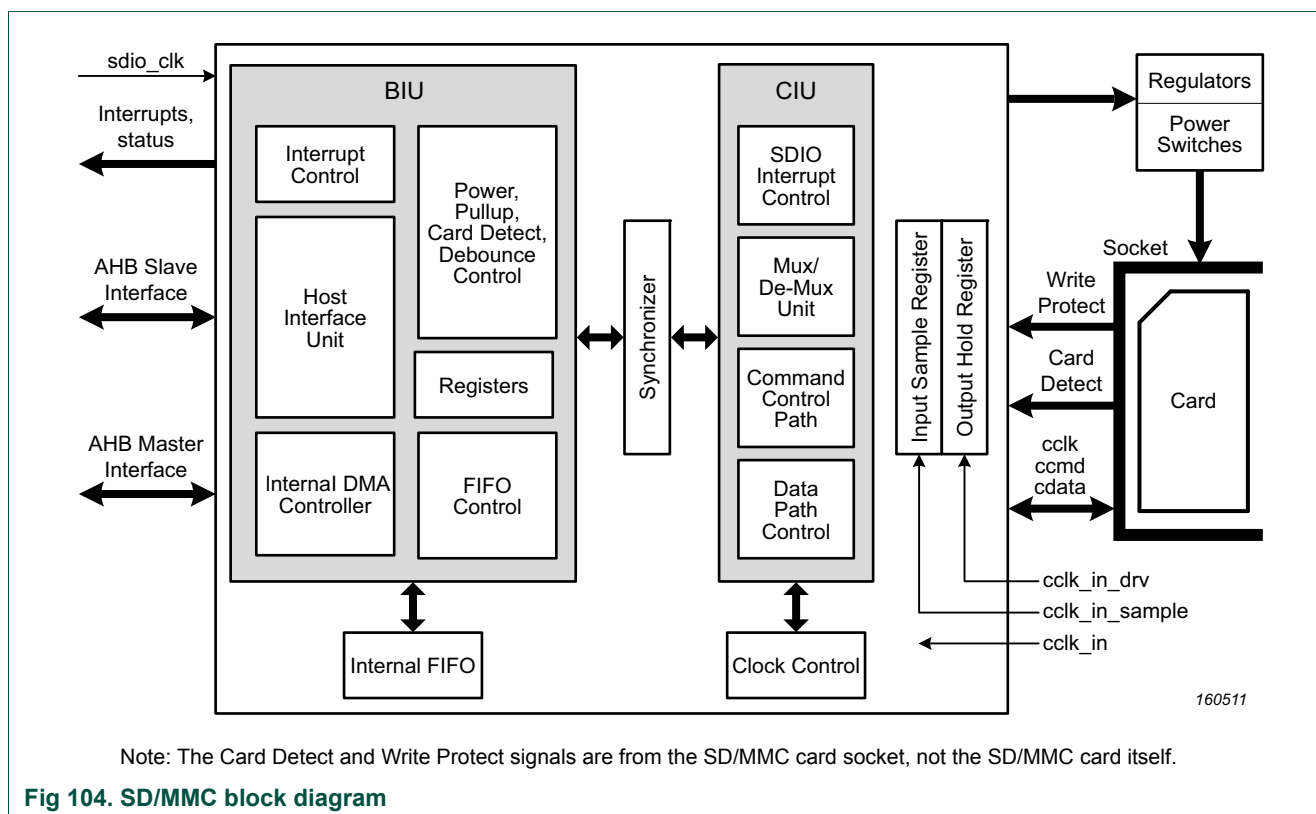 sdio_clk
Interrupts,
status
AHB Slave
Interface
AHB Master
Interface
BIU
Interrupt
Control
Host
Interface
Unit
Internal DMA
Controller
Power,
Pullup,
Card Detect,
Debounce
Control
Registers
FIFO
Control
Internal FIFO
Synchronizer
CIU
SDIO
Interrupt
Control
Mux/
De-Mux
Unit
Command
Control
Path
Data
Path
Control
Clock Control
Input Sample Register
Output Hold Register
Regulators
Power
Switches
Socket
Write
Protect
Card
Detect
cclk
ccmd
cdata
Card
cclk_in_drv
cclk_in_sample
cclk_in
160511
Note: The Card Detect and Write Protect signals are from the SD/MMC card socket, not the SD/MMC card itself.
Fig 104. SD/MMC block diagram